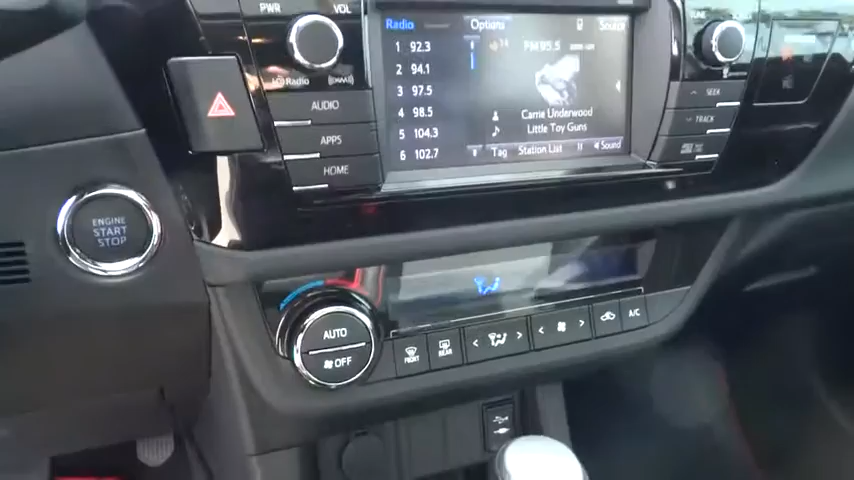 PWR VOL
TUNE
Radio Options Source
1 92.3
2 94.1
3 97.5
4 98.5
5 104.3
6 102.7
FM95.5
Carrie Underwood
Little Toy Guns
Tag Station List Sound
Radio
AUDIO
APPS
HOME
SEEK
TRACK
ENGINE
START
STOP
AUTO
OFF
FRONT
REAR
A/C